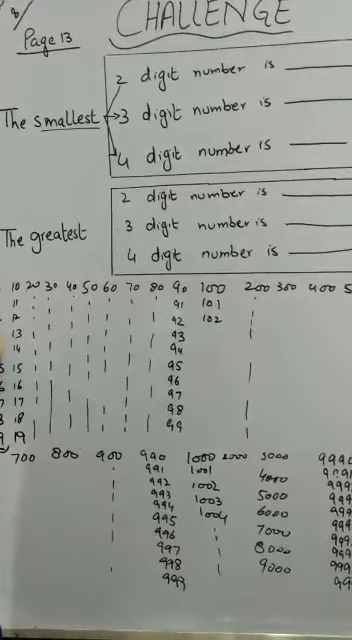 CHALLENGE
Page 13
2 digit number is
The smallest 3 digit number is
4 digit number is
2 digit number is
The greatest 3 digit number is
4 digt number is
10 20 30 40 50 60 70 80 90 100 200 300 400 5
11 91 101
12 92 102
13 93
14 94
15 95
16 96
17 97
18 98
19 99
700 800 900 990 1000 2000 3000 9990
991 1001 4000
992 1002 5000
993 1003 6000
994 1004 7000
995 8000
996 9000
997
998
999